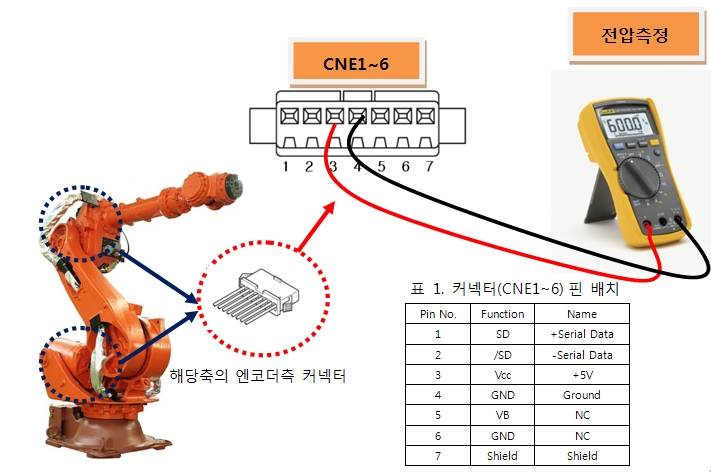 전압측정
CNE1~6
600.0
1 2 3 4 5 6 7
표 1. 커넥터(CNE1~6) 핀 배치
Pin No. Function Name
1 SD +Serial Data
2 /SD -Serial Data
3 Vcc +5V
4 GND Ground
5 VB NC
6 GND NC
7 Shield Shield
해당축의 엔코더측 커넥터